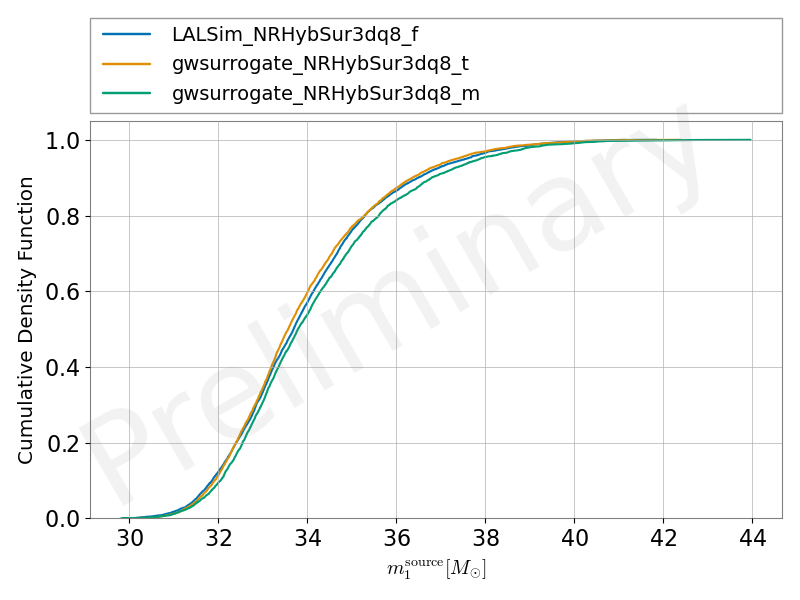 LALSim_NRHybSur3dq8_f
gwsurrogate_NRHybSur3dq8_t
gwsurrogate_NRHybSur3dq8_m
Preliminary
Cumulative Density Function
1.0
0.8
0.6
0.4
0.2
0.0
30 32 34 36 38 40 42 44
m₁^source [M☉]